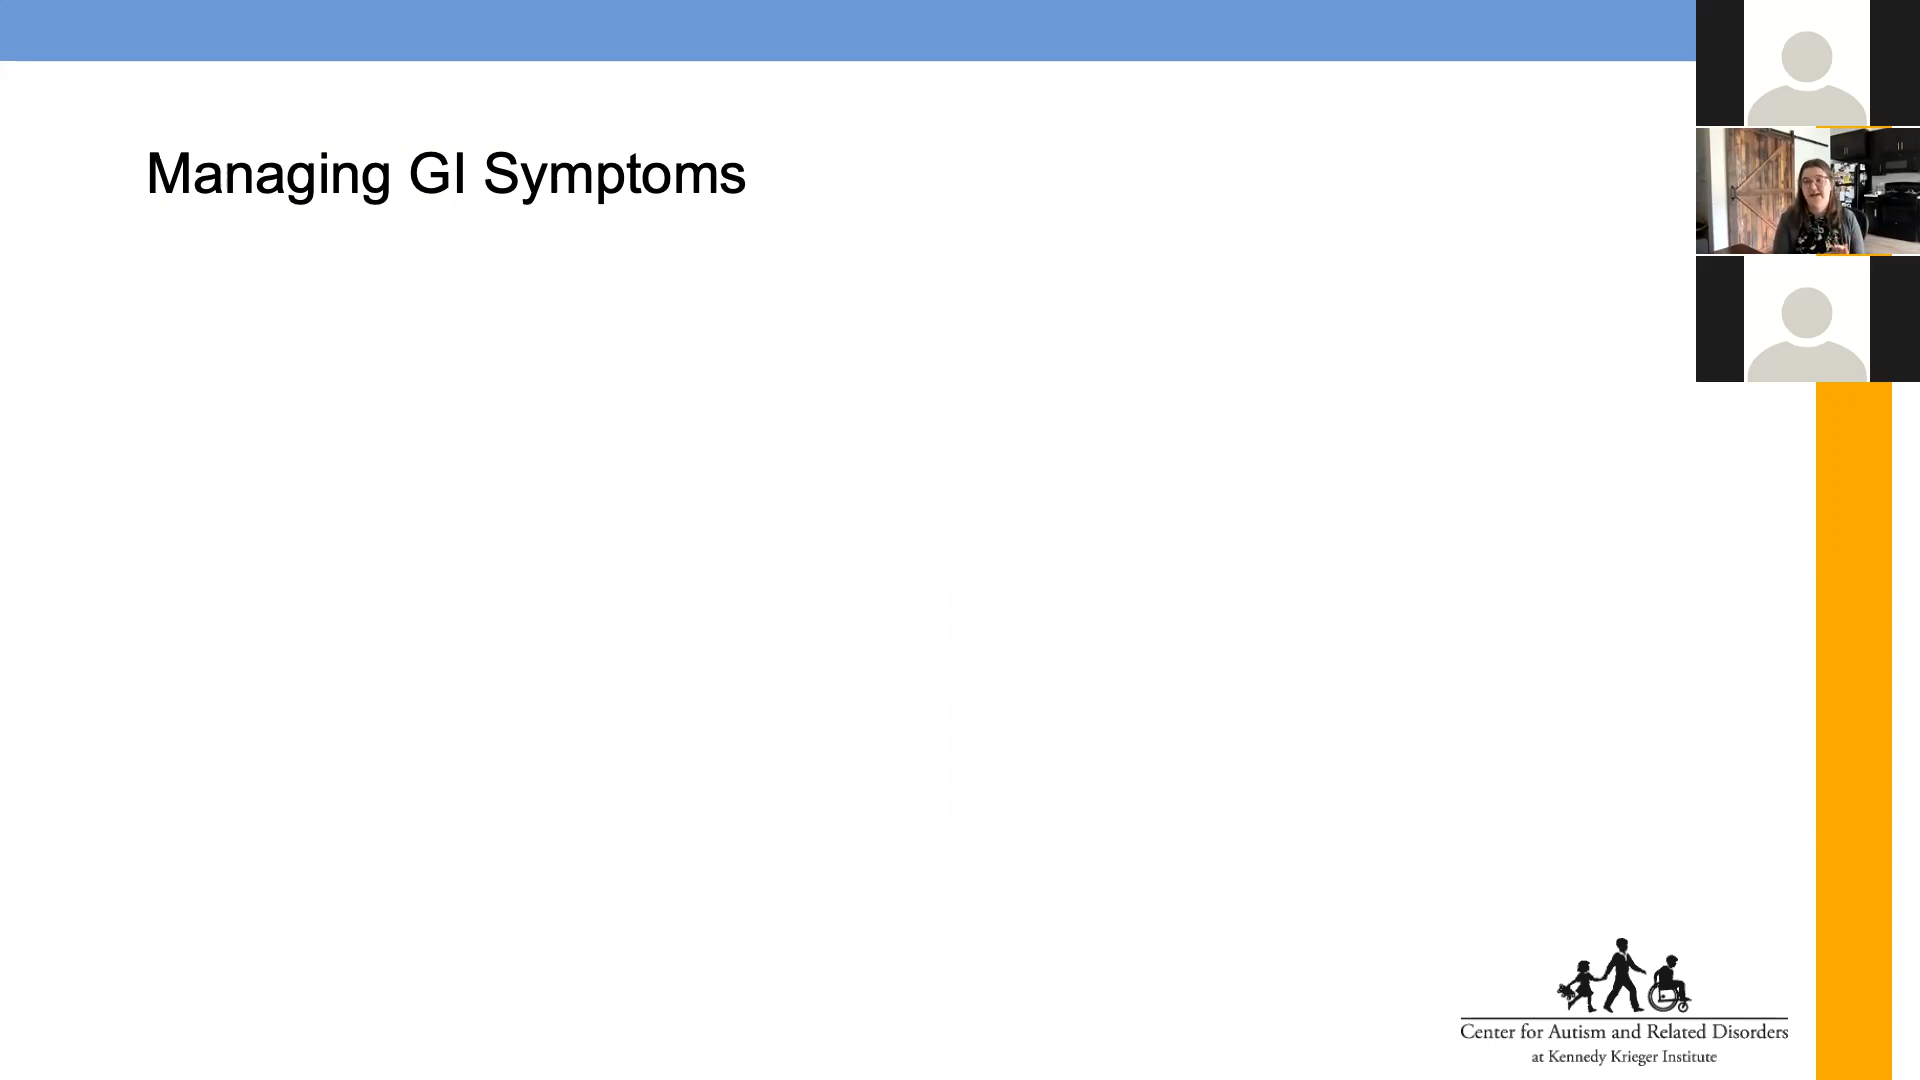 Managing GI Symptoms
Center for Autism and Related Disorders
at Kennedy Krieger Institute